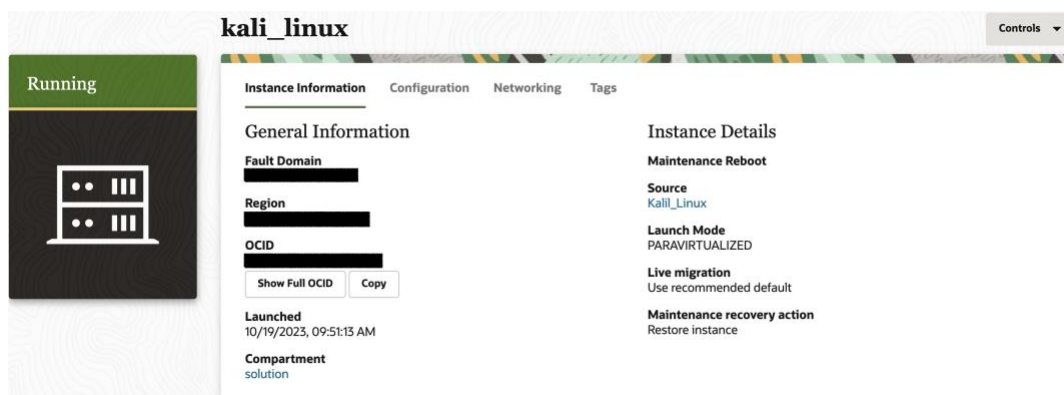 kali_linux
Controls
Running
Instance Information
Configuration
Networking
Tags
General Information
Fault Domain
Region
OCID
Show Full OCID
Copy
Launched
10/19/2023, 09:51:13 AM
Compartment
solution
Instance Details
Maintenance Reboot
Source
Kalil_Linux
Launch Mode
PARAVIRTUALIZED
Live migration
Use recommended default
Maintenance recovery action
Restore instance